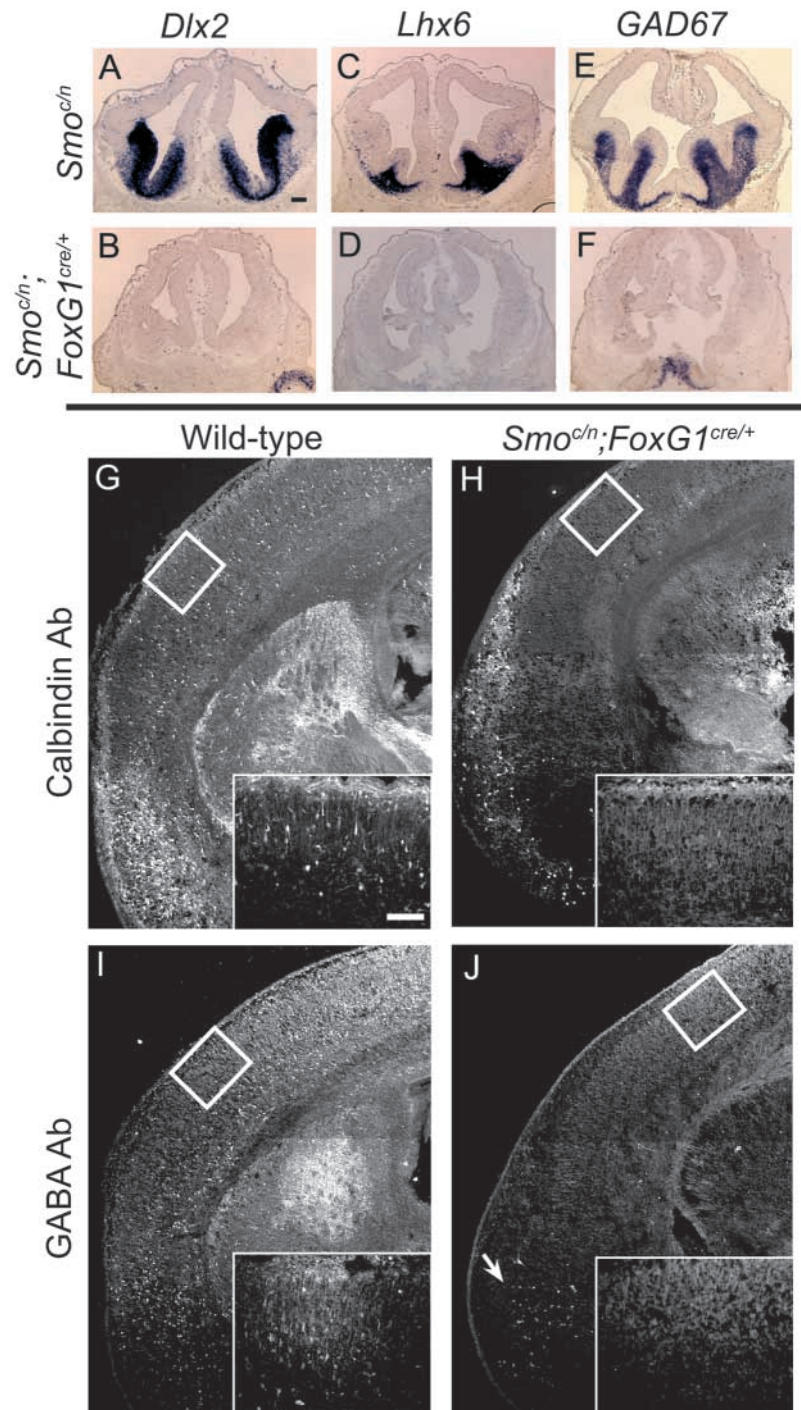 Dlx2 Lhx6 GAD67
Smo^c/n
A C E
Smo^c/n;
FoxG1^cre/+
B D F
Wild-type Smo^c/n;FoxG1^cre/+
Calbindin Ab
G H
GABA Ab
I J